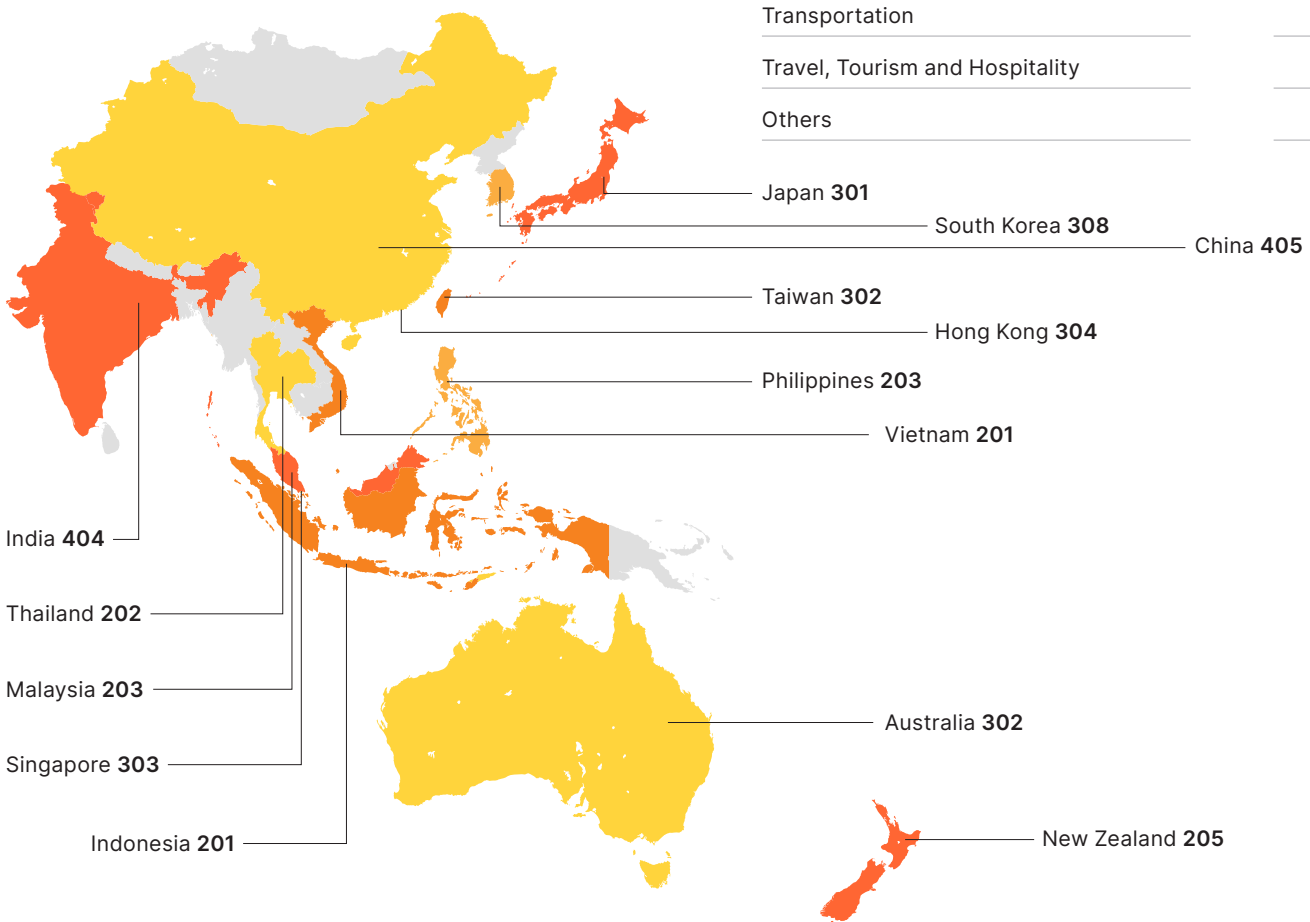 Transportation
Travel, Tourism and Hospitality
Others
Japan 301
South Korea 308
China 405
Taiwan 302
Hong Kong 304
Philippines 203
Vietnam 201
India 404
Thailand 202
Malaysia 203
Australia 302
Singapore 303
Indonesia 201
New Zealand 205